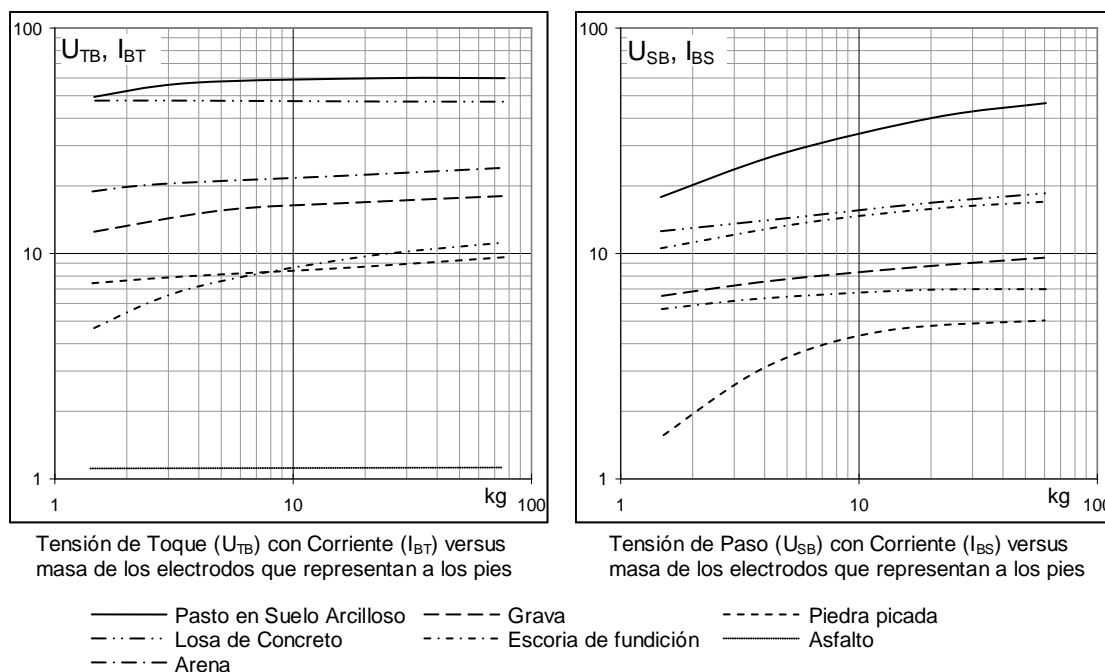 100
U_TB, I_BT
10
1
1
10
kg
100
Tensión de Toque (U_TB) con Corriente (I_BT) versus
masa de los electrodos que representan a los pies
100
U_SB, I_BS
10
1
1
10
kg
100
Tensión de Paso (U_SB) con Corriente (I_BS) versus
masa de los electrodos que representan a los pies
Pasto en Suelo Arcilloso
Grava
Piedra picada
Losa de Concreto
Escoria de fundición
Asfalto
Arena